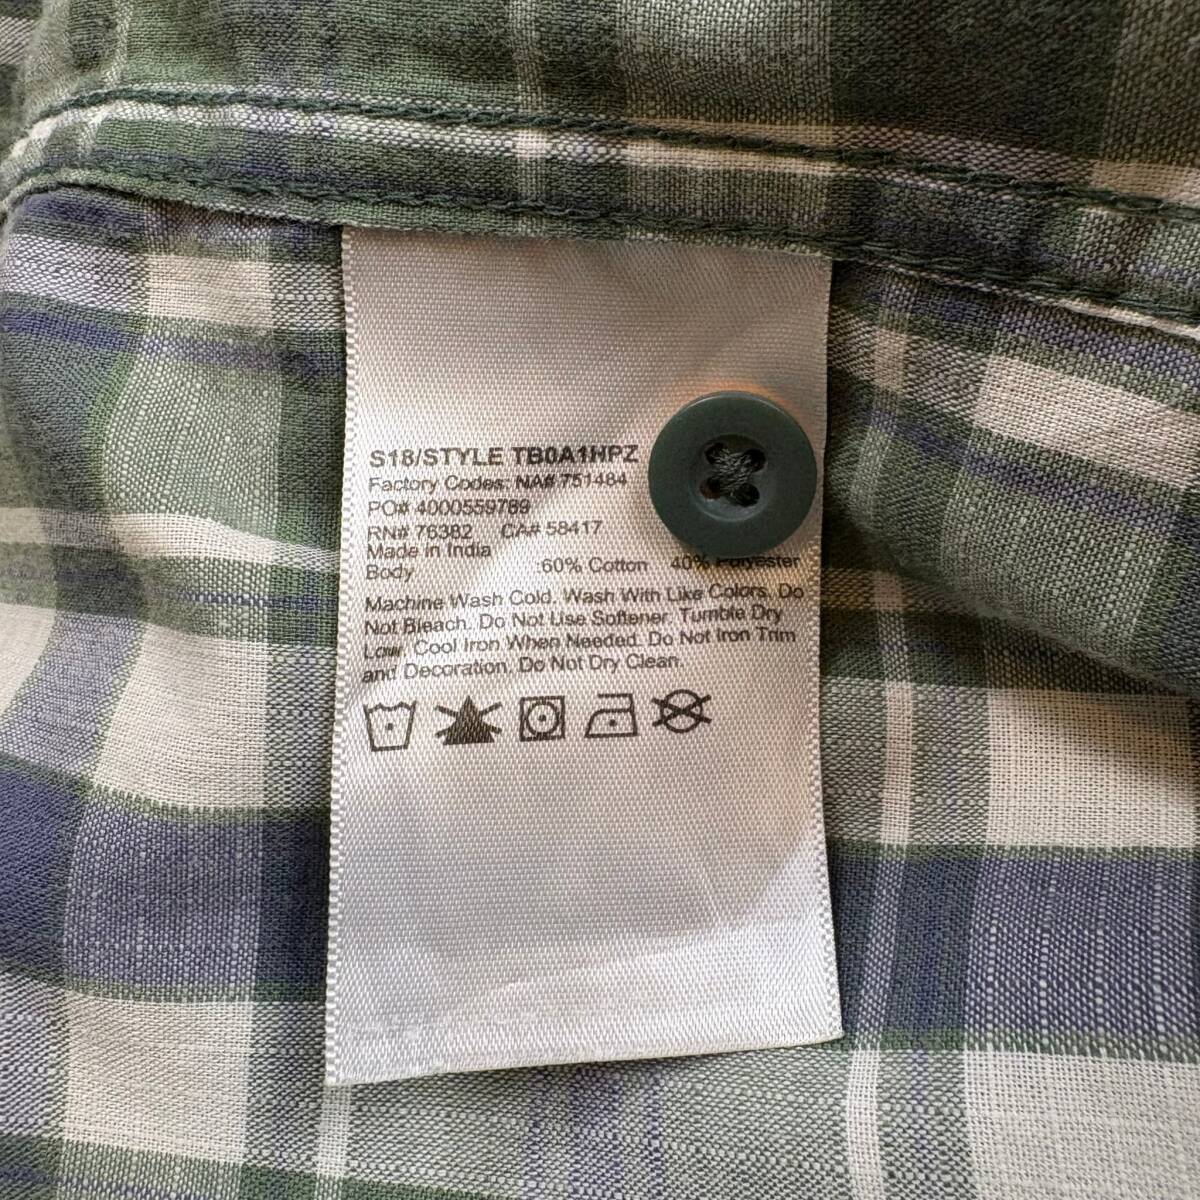 S18/STYLE TB0A1HPZ
Factory Codes: NA# 751484
PO# 4000559789
RN# 76382 CA# 58417
Made in India
Body :60% Cotton 40% Polyester
Machine Wash Cold. Wash With Like Colors. Do
Not Bleach. Do Not Use Softener. Tumble Dry
Low. Cool Iron When Needed. Do Not Iron Trim
and Decoration. Do Not Dry Clean.